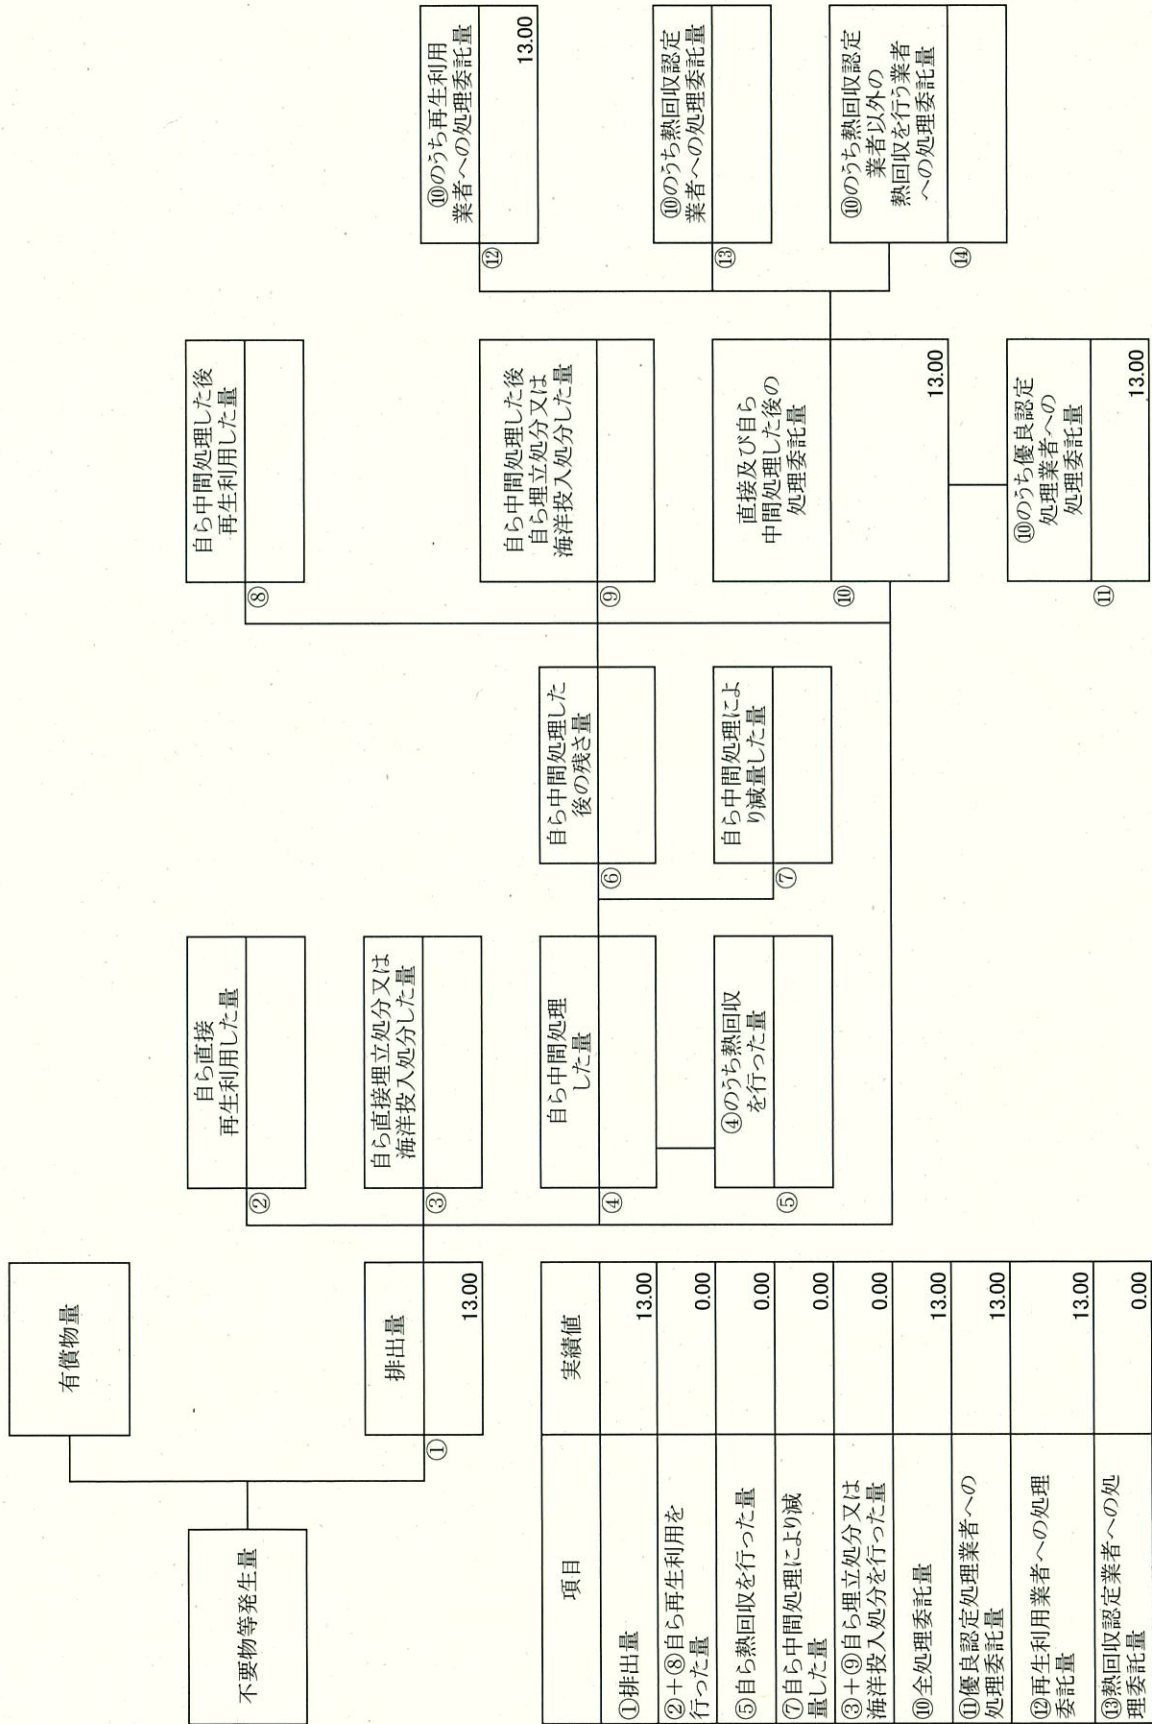 有償物量
不要物等発生量
排出量
①
13.00
自ら直接
再生利用した量
②
自ら直接埋立処分又は
海洋投入処分した量
③
自ら中間処理
した量
④
④のうち熱回収
を行った量
⑤
自ら中間処理した
後の残さ量
⑥
自ら中間処理によ
り減量した量
⑦
自ら中間処理した後
再生利用した量
⑧
自ら中間処理した後
自ら埋立処分又は
海洋投入処分した量
⑨
直接及び自ら
中間処理した後の
処理委託量
⑩
13.00
⑩のうち優良認定
処理業者への
処理委託量
⑪
13.00
⑩のうち再生利用
業者への処理委託量
⑫
13.00
⑩のうち熱回収認定
業者への処理委託量
⑬
⑩のうち熱回収認定
業者以外の
熱回収を行う業者
への処理委託量
⑭
項目 実績値
①排出量 13.00
②+⑧自ら再生利用を
行った量 0.00
⑤自ら熱回収を行った量 0.00
⑦自ら中間処理により減
量した量 0.00
③+⑨自ら埋立処分又は
海洋投入処分を行った量 0.00
⑩全処理委託量 13.00
⑪優良認定処理業者への
処理委託量 13.00
⑫再生利用業者への処理
委託量 13.00
⑬熱回収認定業者への処
理委託量 0.00